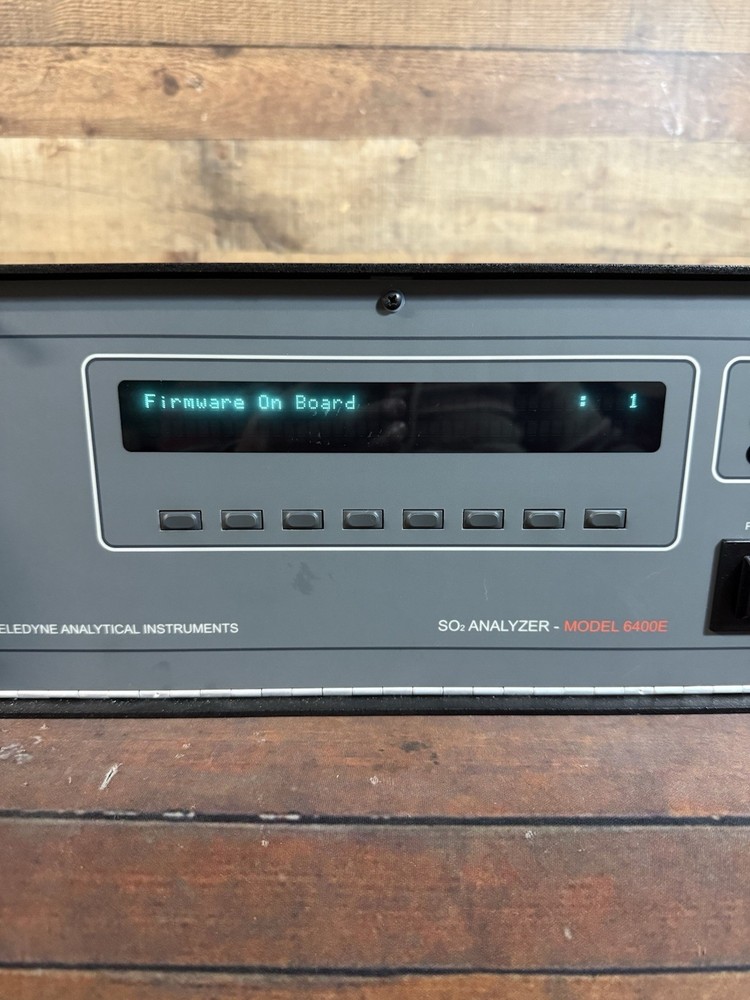 Firmware On Board : 1
ELEDYNE ANALYTICAL INSTRUMENTS
SO₂ ANALYZER - MODEL 6400E